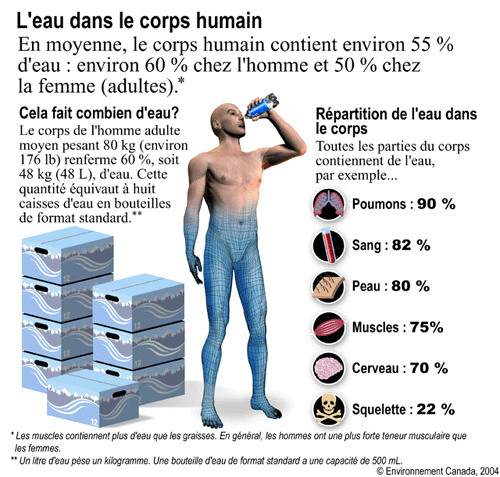 L'eau dans le corps humain
En moyenne, le corps humain contient environ 55 %
d'eau : environ 60 % chez l'homme et 50 % chez
la femme (adultes).*
Cela fait combien d'eau?
Le corps de l'homme adulte
moyen pesant 80 kg (environ
176 lb) renferme 60 %, soit
48 kg (48 L), d'eau. Cette
quantité équivaut à huit
caisses d'eau en bouteilles
de format standard.**
Répartition de l'eau dans
le corps
Toutes les parties du corps
contiennent de l'eau,
par exemple...
Poumons : 90 %
Sang : 82 %
Peau : 80 %
Muscles : 75%
Cerveau : 70 %
Squelette : 22 %
12
12
12
* Les muscles contiennent plus d'eau que les graisses. En général, les hommes ont une plus forte teneur musculaire que
les femmes.
** Un litre d'eau pèse un kilogramme. Une bouteille d'eau de format standard a une capacité de 500 mL.
© Environnement Canada, 2004